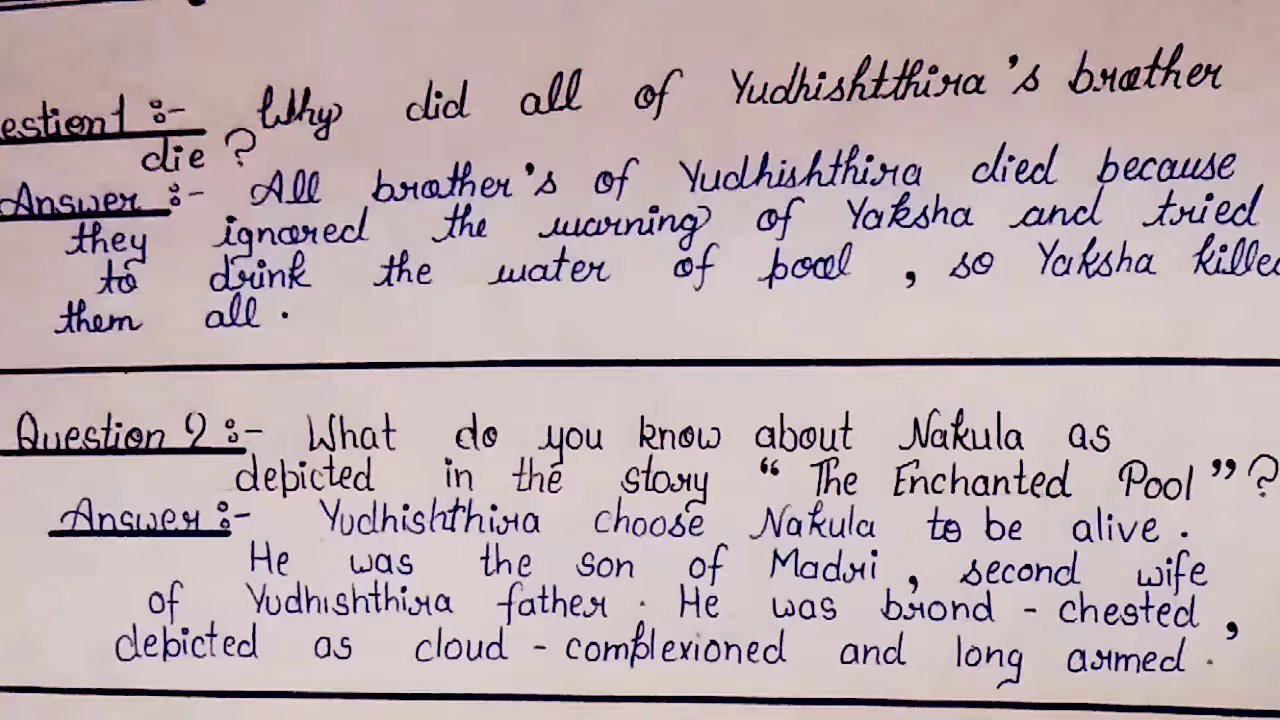 estion1 :- Why did all of Yudhishtthira's brother
die ?
Answer :- All brother's of Yudhishthira died because
they ignored the warning of Yaksha and tried
to drink the water of pool , so Yaksha kille
them all .
Question 2 :- What do you know about Nakula as
depicted in the story “ The Enchanted Pool ” ?
Answer :- Yudhishthira choose Nakula to be alive .
He was the son of Madri , second wife
of Yudhishthira father . He was brond - chested ,
depicted as cloud - complexioned and long armed .